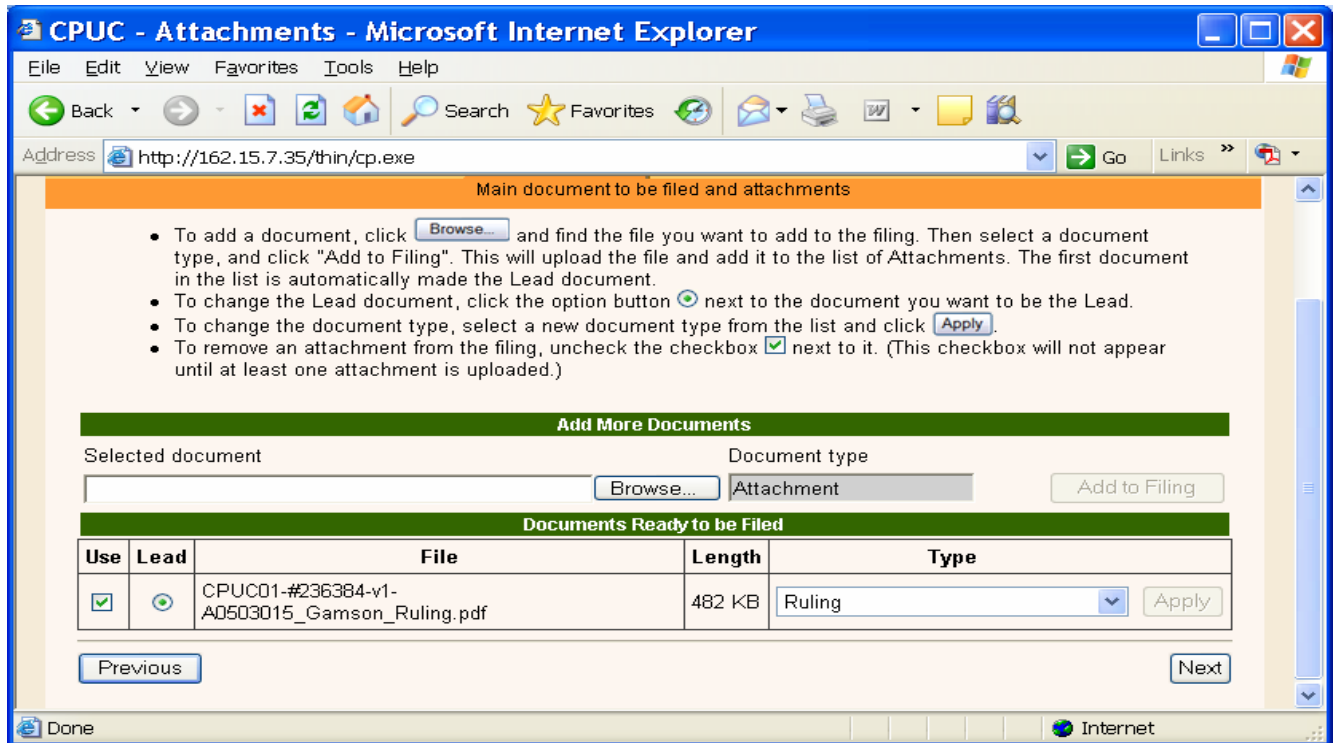 CPUC - Attachments - Microsoft Internet Explorer
File Edit View Favorites Tools Help
Back Search Favorites W
Address http://162.15.7.35/thin/cp.exe Go Links »
Main document to be filed and attachments
• To add a document, click Browse... and find the file you want to add to the filing. Then select a document
type, and click "Add to Filing". This will upload the file and add it to the list of Attachments. The first document
in the list is automatically made the Lead document.
• To change the Lead document, click the option button next to the document you want to be the Lead.
• To change the document type, select a new document type from the list and click Apply.
• To remove an attachment from the filing, uncheck the checkbox next to it. (This checkbox will not appear
until at least one attachment is uploaded.)
Add More Documents
Selected document Document type
Browse... Attachment Add to Filing
Documents Ready to be Filed
Use Lead File Length Type
CPUC01-#236384-v1-
A0503015_Gamson_Ruling.pdf 482 KB Ruling Apply
Previous Next
Done Internet